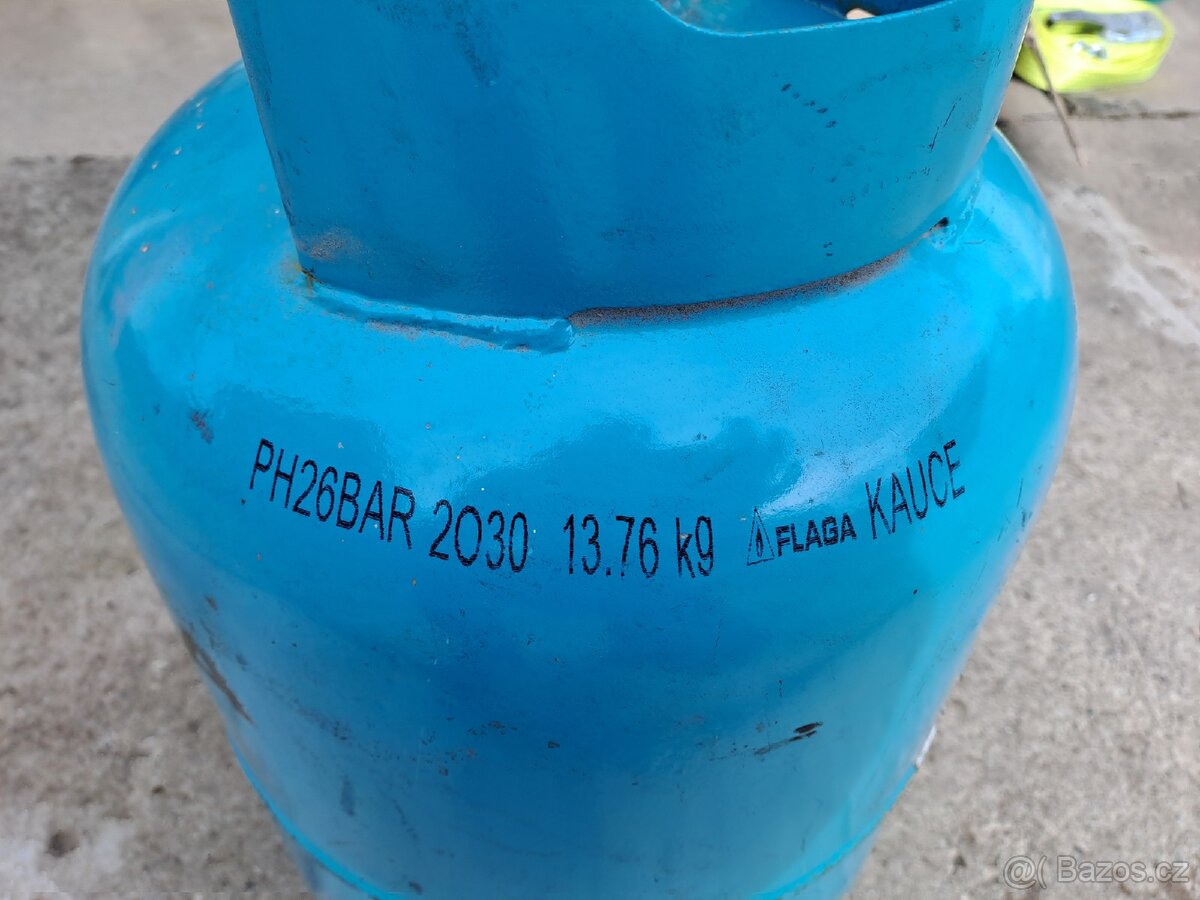 PH26BAR 2030 13.76 kg FLAGA KAUCE
@( Bazos.cz